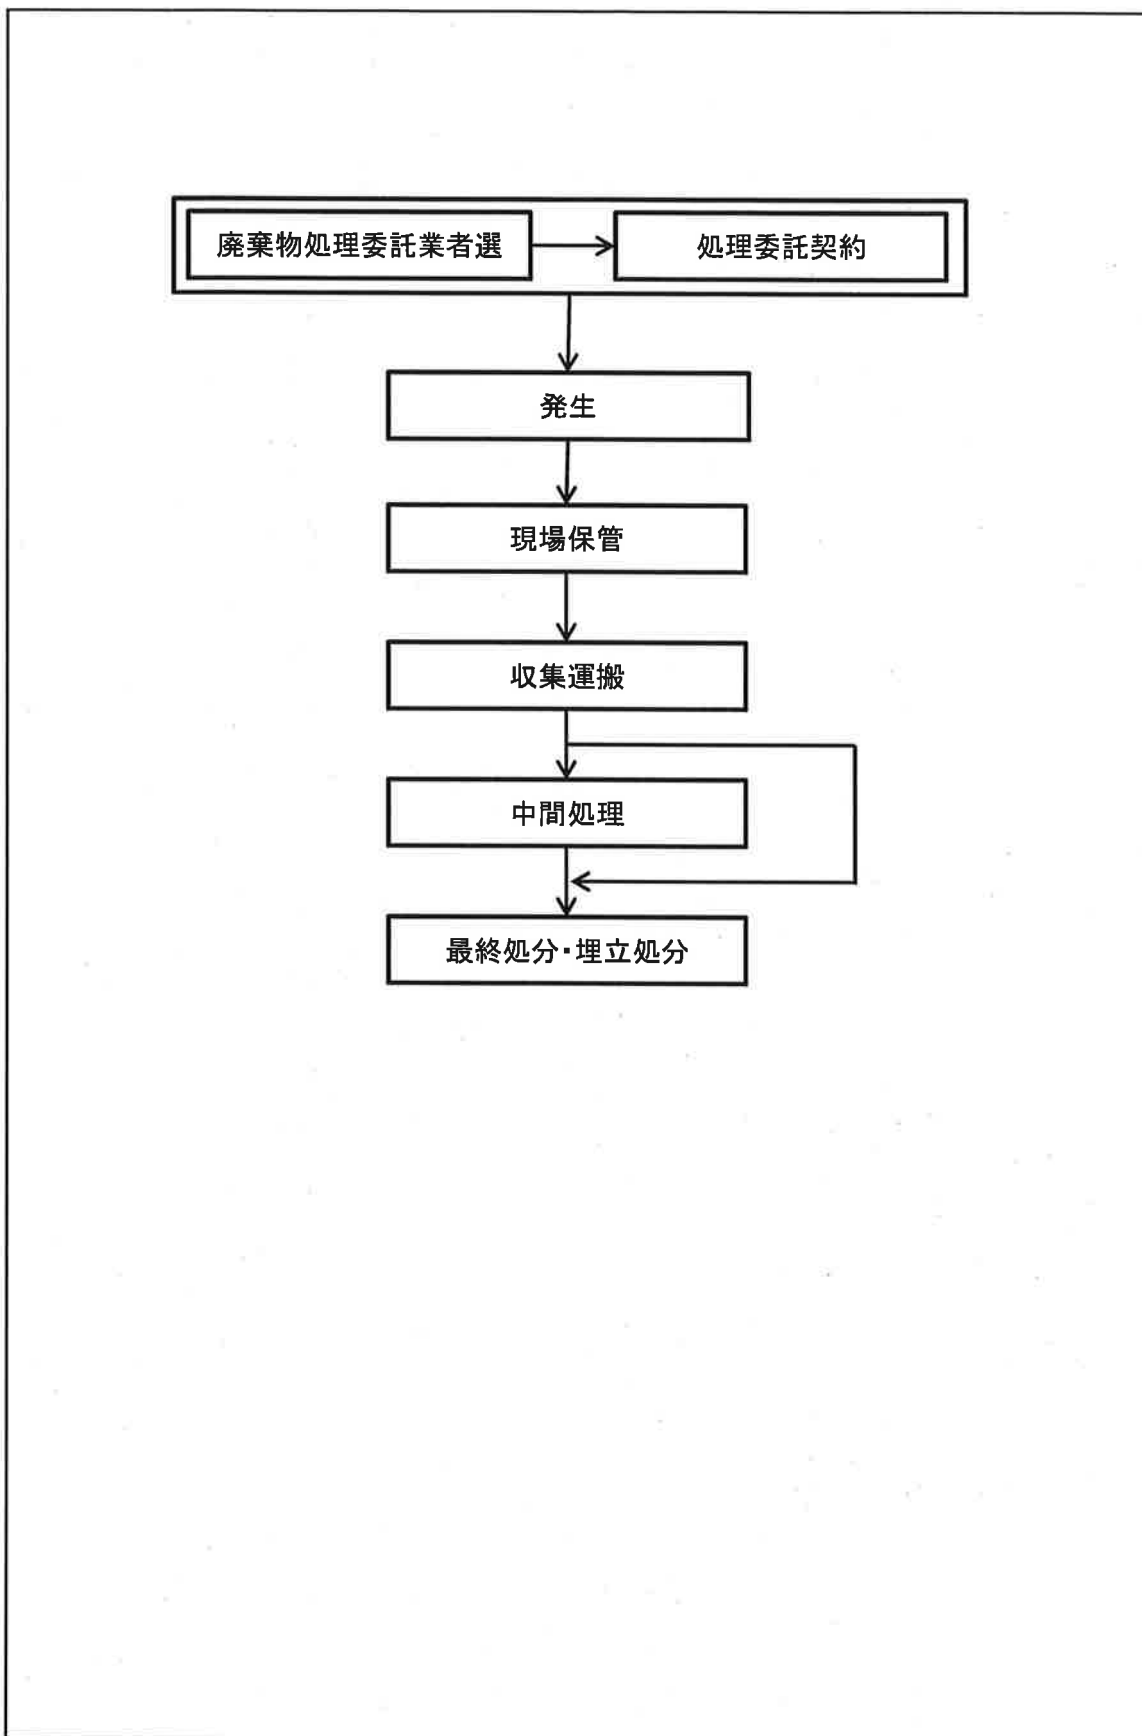 廃棄物処理委託業者選
処理委託契約
発生
現場保管
収集運搬
中間処理
最終処分・埋立処分